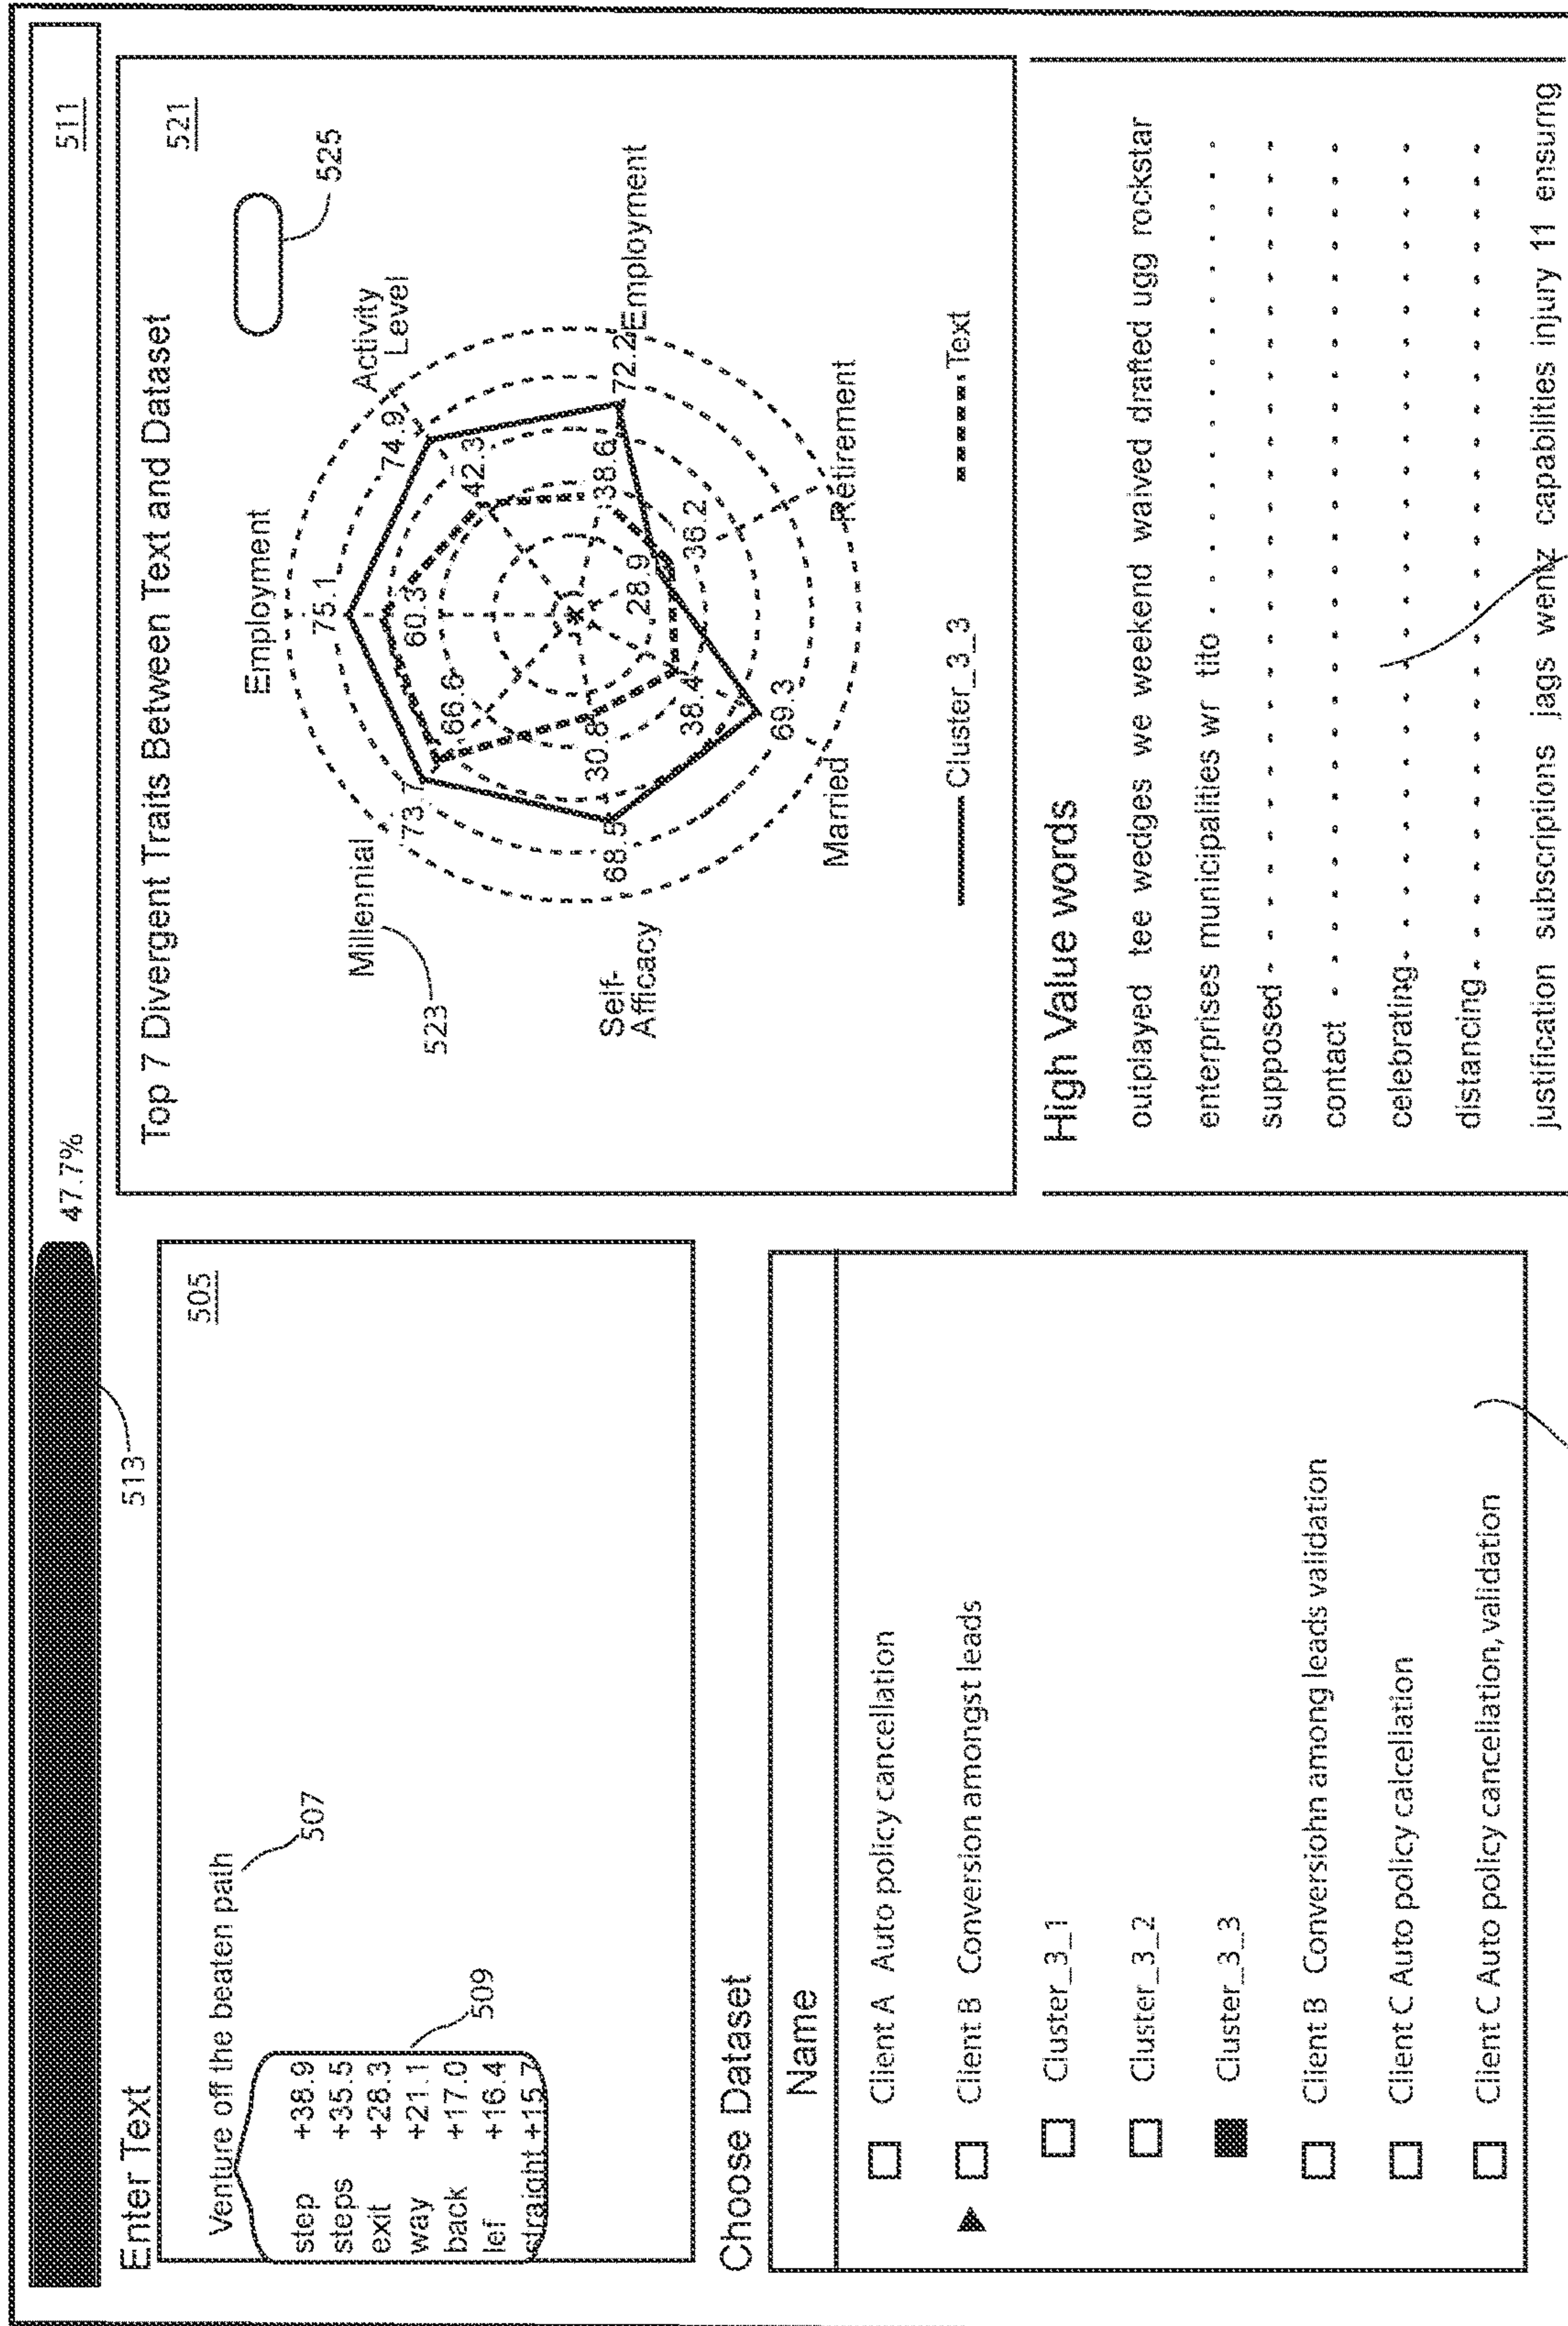 47.7%
511
513
Enter Text
505
Venture off the beaten path
507
step +38.9
steps +35.5
exit +28.3
way +21.1
back +17.0
lef +16.4
straight +15.7
509
Choose Dataset
Name
Client A Auto policy cancellation
Client B Conversion amongst leads
Cluster_3_1
Cluster_3_2
Cluster_3_3
Client B Conversiohn among leads validation
Client C Auto policy calcellation
Client C Auto policy cancellation, validation
Top 7 Divergent Traits Between Text and Dataset
521
525
Employment
75.1
60.3
Activity
Level
74.9
42.3
Employment
72.2
38.6
Retirement
36.2
28.9
Married
69.3
38.4
Self-
Afficacy
68.5
30.8
Millennial
73.7
66.6
523
Cluster_3_3
Text
High Value words
outplayed tee wedges we weekend waived drafted ugg rockstar
enterprises municipalities wr tito
supposed
contact
celebrating
distancing
justification subscriptions jags wentz capabilities injury 11 ensurng